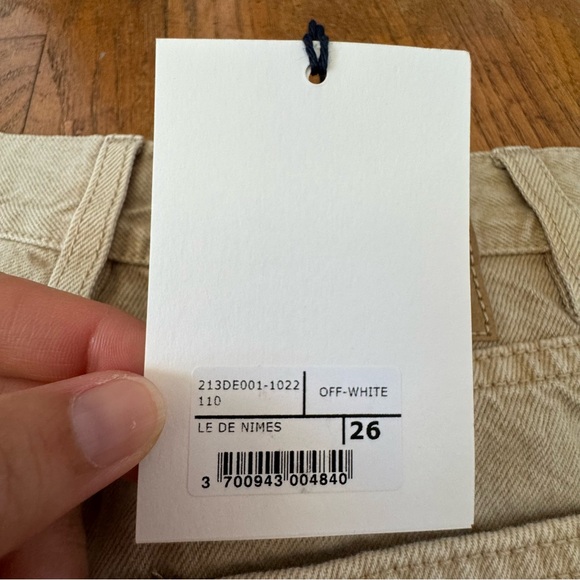 213DE001-1022
110
OFF-WHITE
LE DE NIMES
26
3 700943 004840